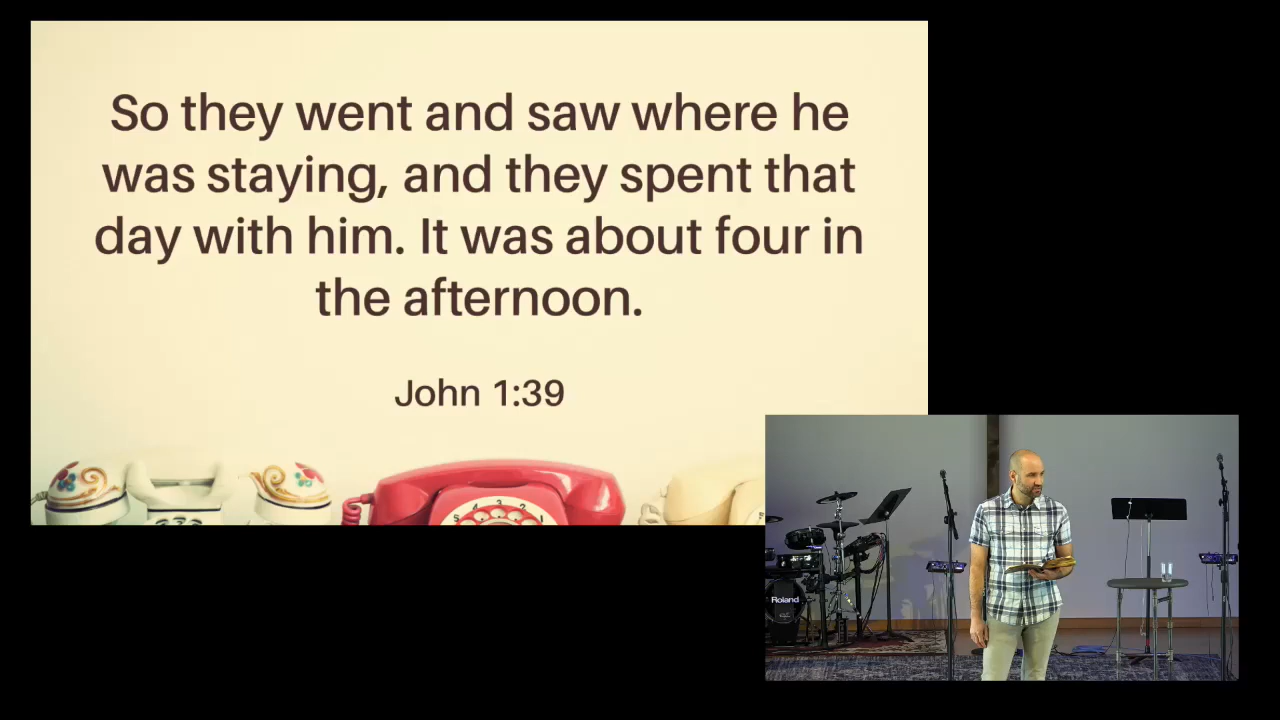 So they went and saw where he
was staying, and they spent that
day with him. It was about four in
the afternoon.
John 1:39
Roland